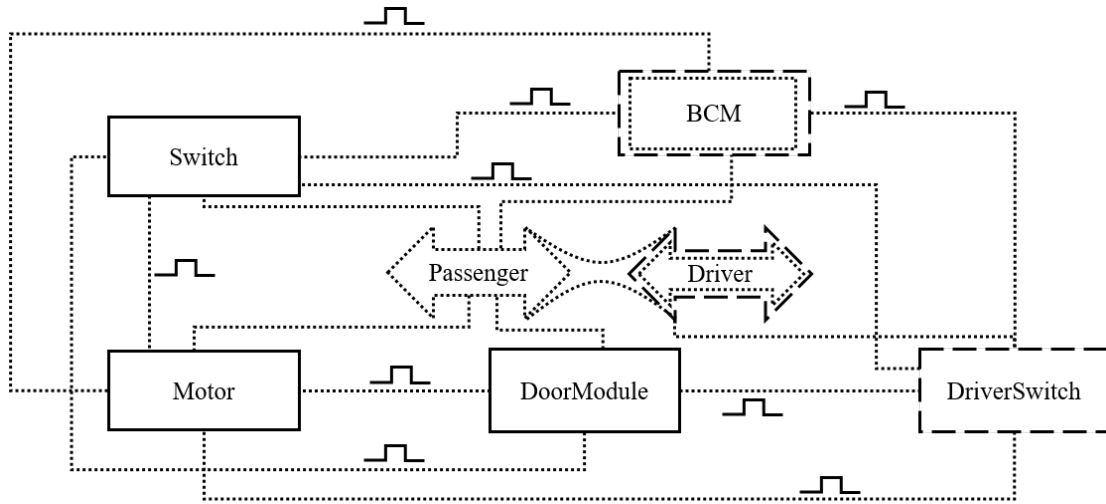 BCM
Switch
Passenger
Driver
Motor
DoorModule
DriverSwitch